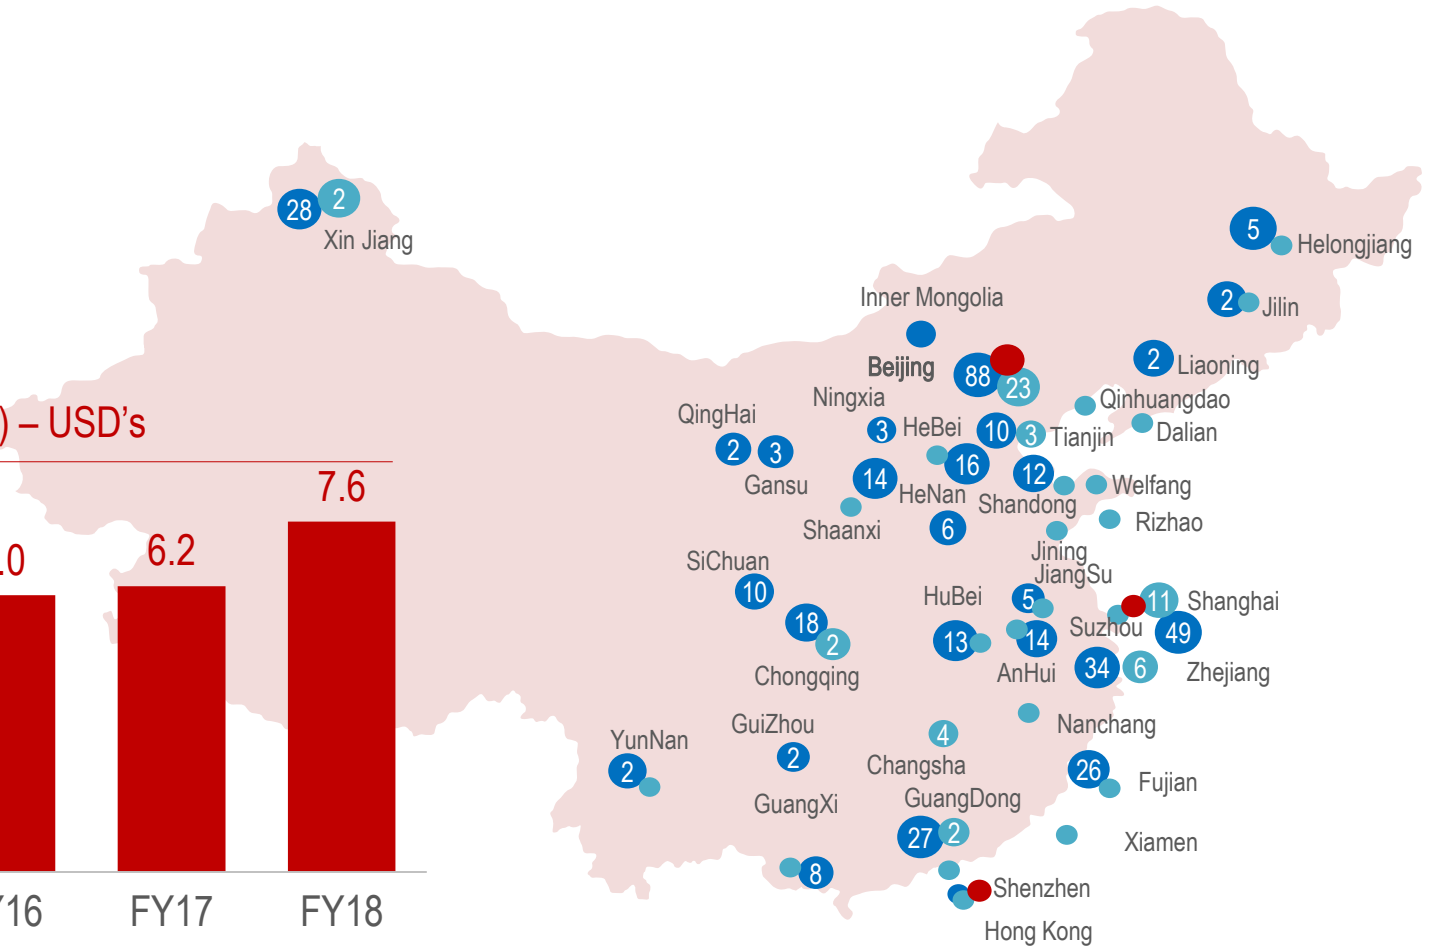 ) – USD's
.0
6.2
7.6
Y16
FY17
FY18
28
2
Xin Jiang
5
Helongjiang
2
Jilin
Inner Mongolia
Beijing
88
23
2
Liaoning
Ningxia
3
Qinhuangdao
Dalian
QingHai
2
3
Gansu
HeBei
10
3
Tianjin
16
14
HeNan
12
Shandong
Welfang
Shaanxi
6
Rizhao
Jining
SiChuan
10
JiangSu
5
HuBei
11
Shanghai
18
2
13
14
Suzhou
49
Chongqing
AnHui
34
6
Zhejiang
YunNan
2
GuiZhou
2
4
Changsha
Nanchang
26
Fujian
GuangXi
GuangDong
27
2
Xiamen
8
Shenzhen
Hong Kong